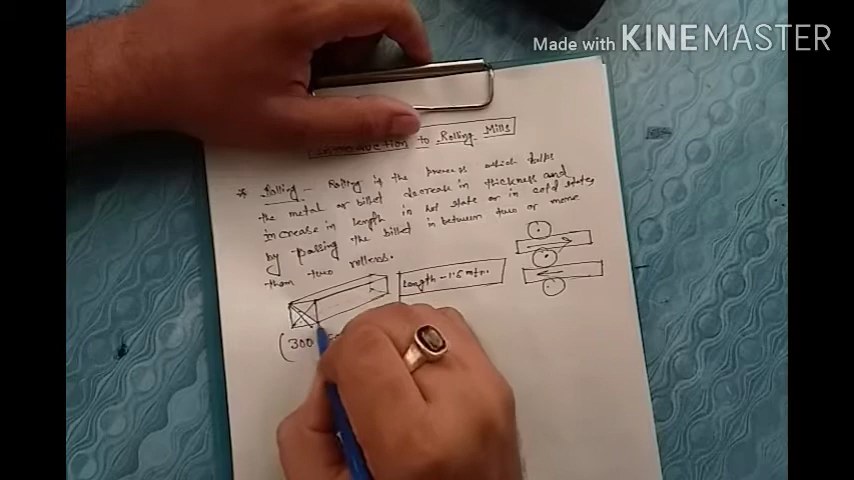 Made with KINEMASTER
to Rolling Mills
* Rolling - Rolling is the process which helps
the metal or billet decrease in thickness and
increase in length in hot state or in cold state,
by passing the billet in between two or more
than two rollers.
Length - 1.5 mtr.
(300